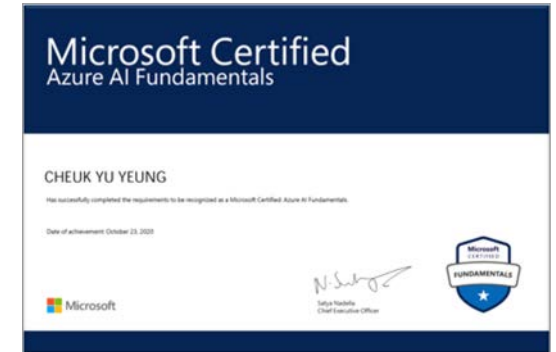 Microsoft Certified
Azure AI Fundamentals
CHEUK YU YEUNG
Has successfully completed the requirements to be recognized as a Microsoft Certified: Azure AI Fundamentals.
Date of achievement: October 23, 2020
Microsoft
CERTIFIED
FUNDAMENTALS
Satya Nadella
Chief Executive Officer
Microsoft